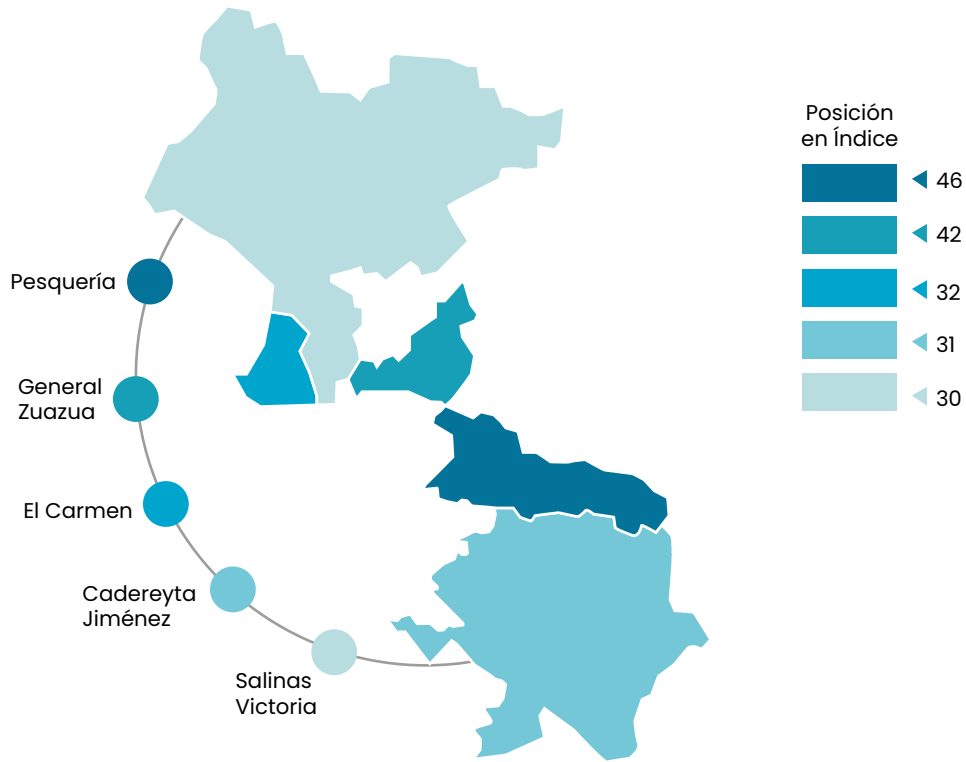 Posición
en Índice
46
42
32
31
30
Pesquería
General
Zuazua
El Carmen
Cadereyta
Jiménez
Salinas
Victoria